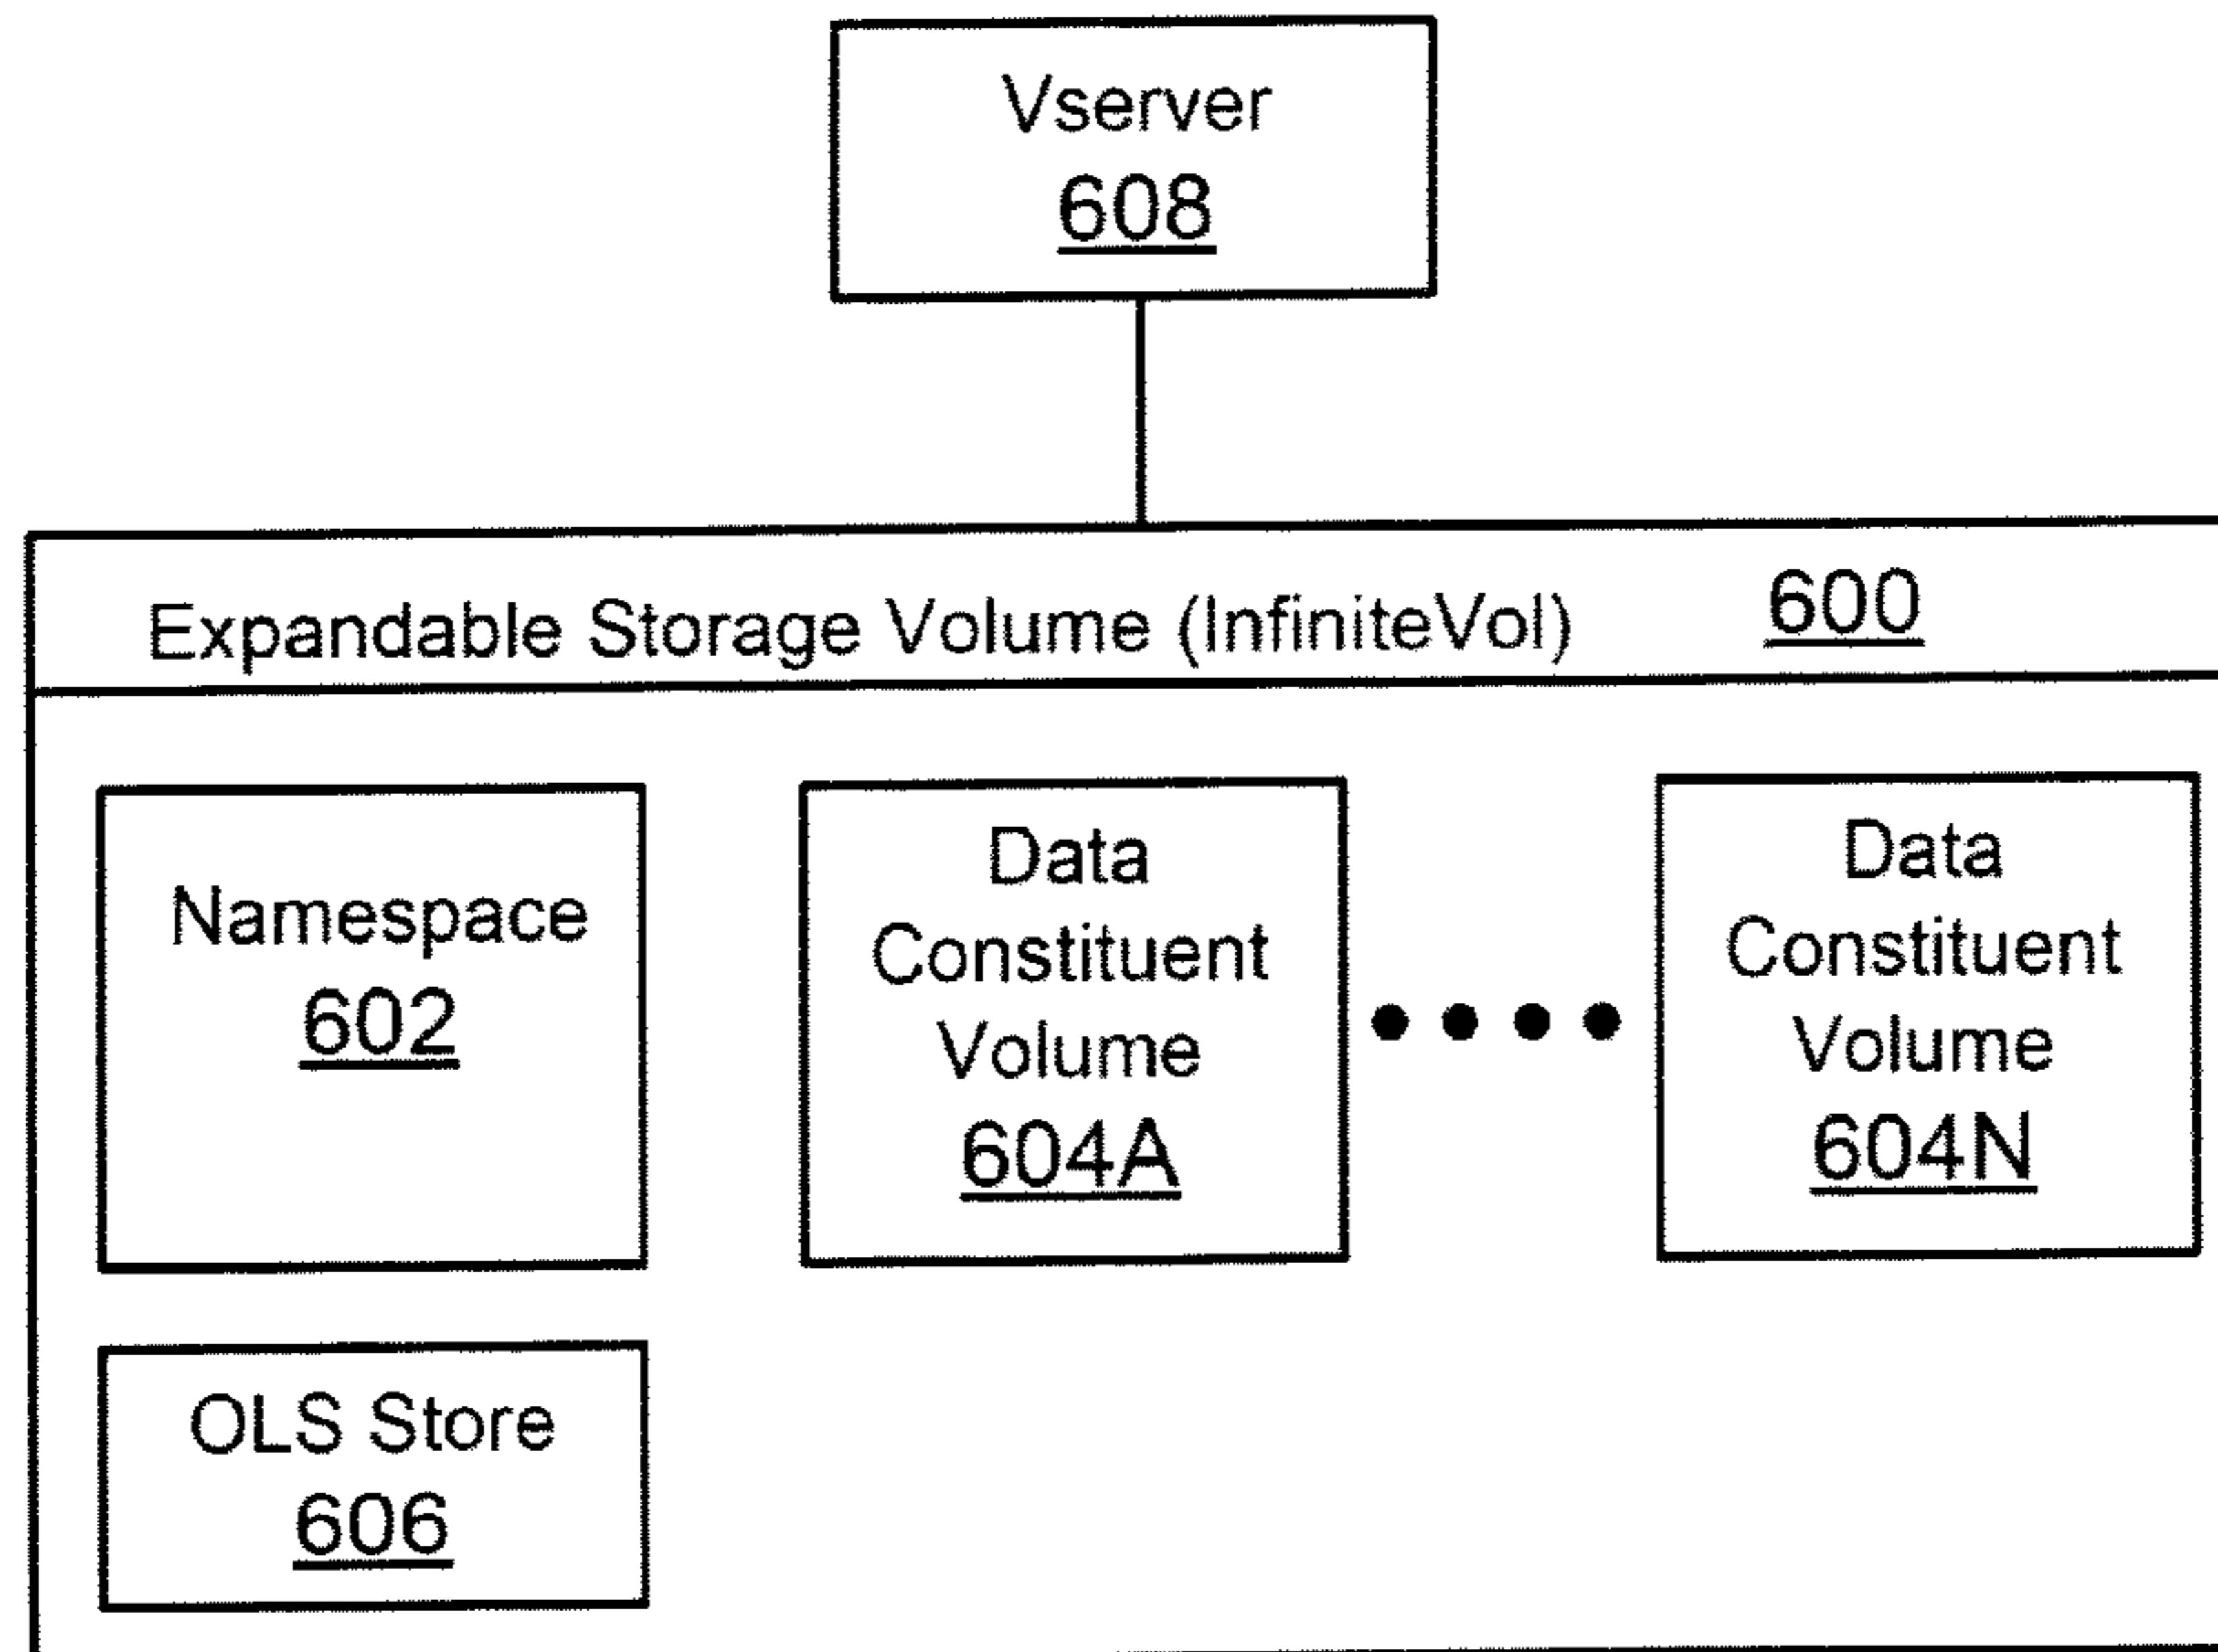 Vserver
608
Expandable Storage Volume (InfiniteVol) 600
Namespace
602
Data
Constituent
Volume
604A
Data
Constituent
Volume
604N
OLS Store
606